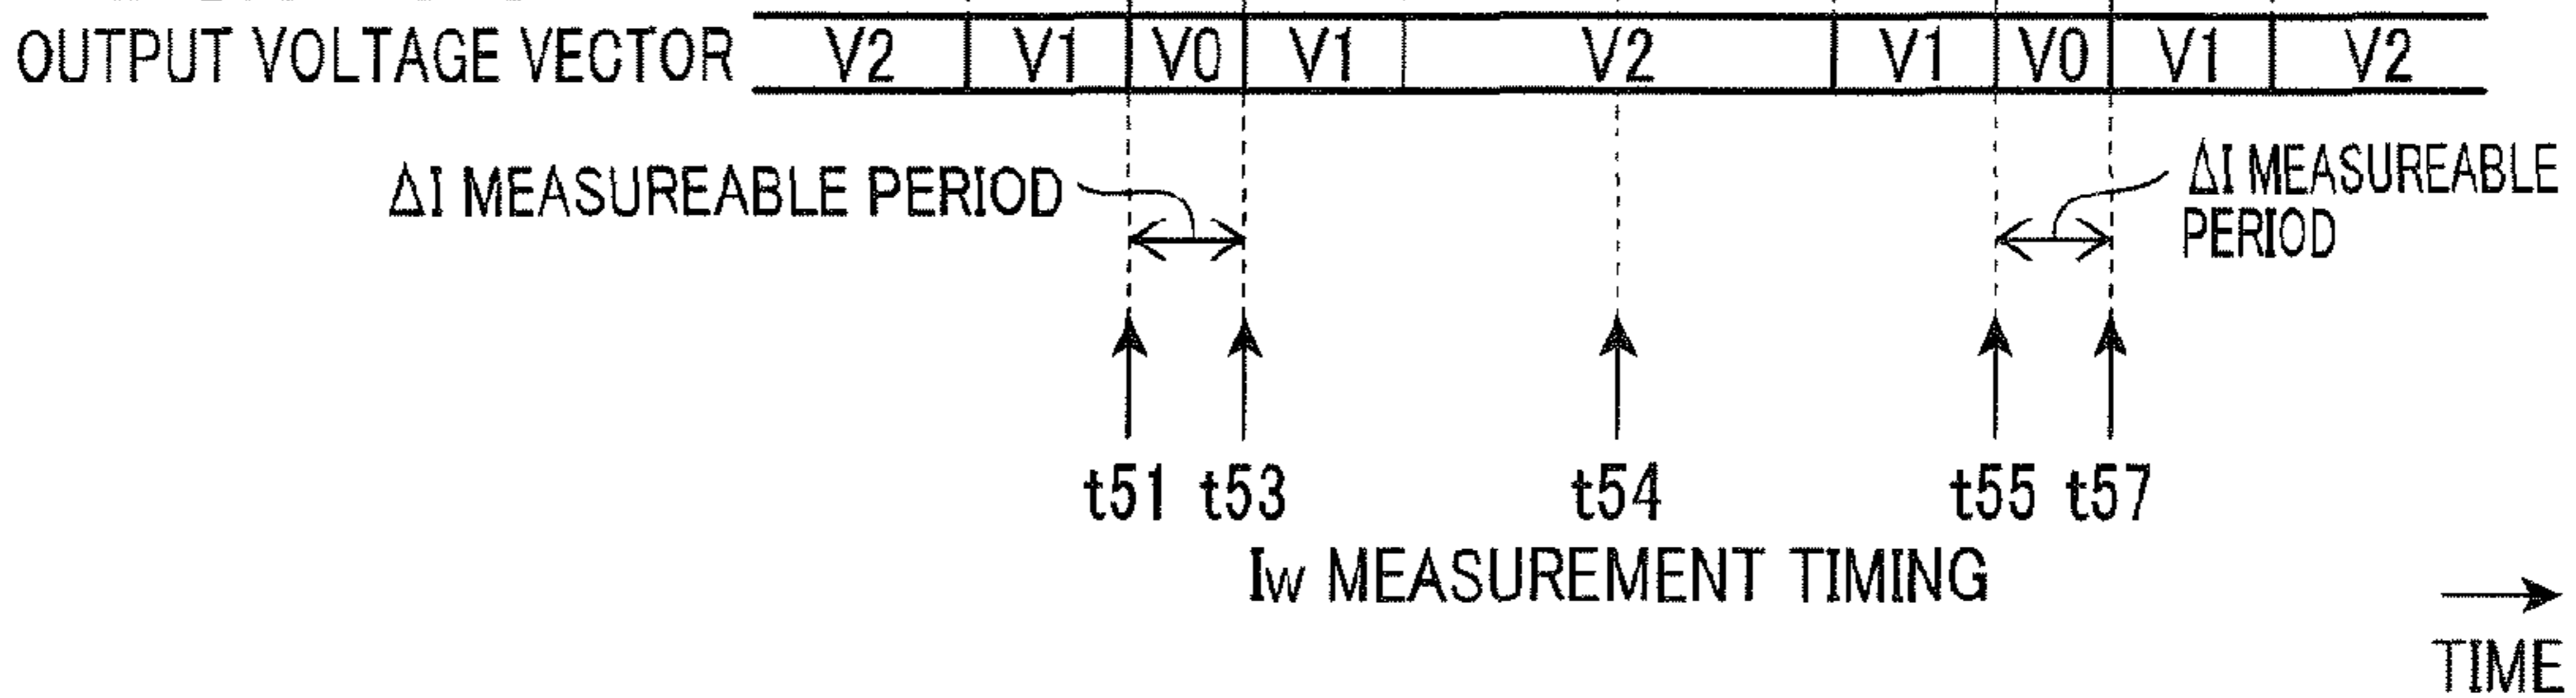 OUTPUT VOLTAGE VECTOR V2 V1 V0 V1 V2 V1 V0 V1 V2
ΔI MEASUREABLE PERIOD
ΔI MEASUREABLE
PERIOD
t51 t53 t54 t55 t57
Iw MEASUREMENT TIMING
TIME